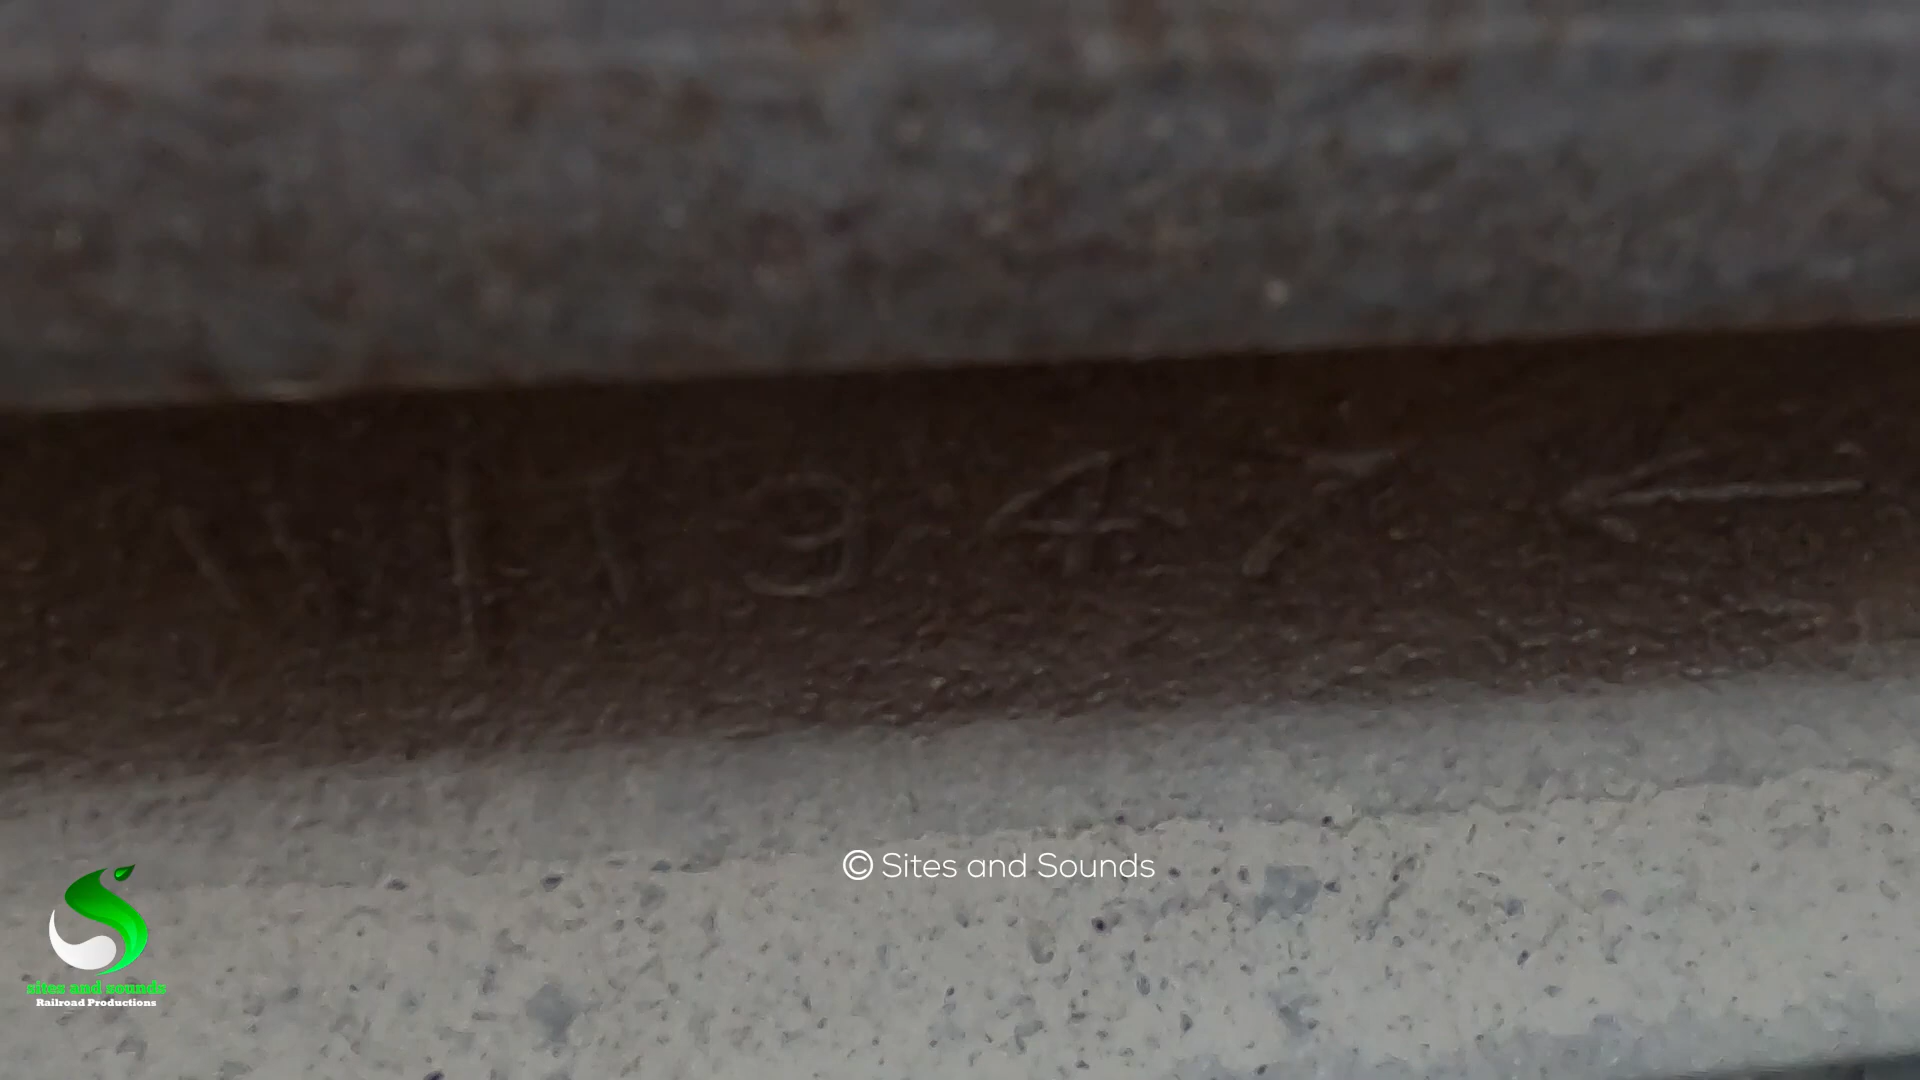 947 ←
© Sites and Sounds
sites and sounds
Railroad Productions